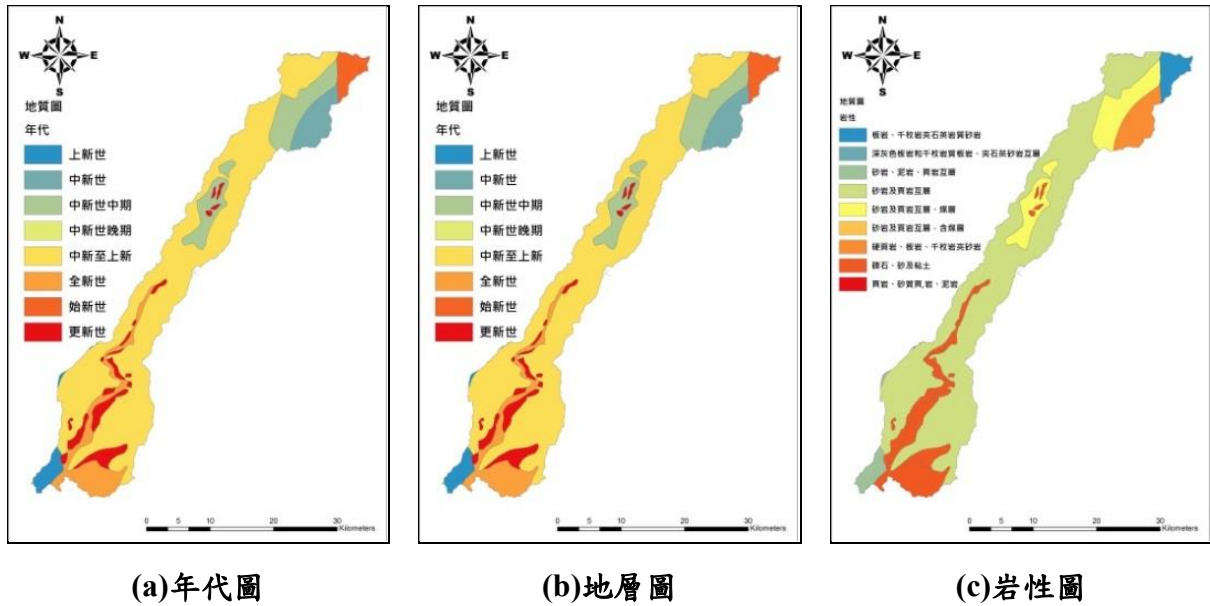 N
W E
S
地質圖
年代
上新世
中新世
中新世中期
中新世晚期
中新至上新
全新世
始新世
更新世
0 5 10 20 30
Kilometers
(a)年代圖
N
W E
S
地質圖
年代
上新世
中新世
中新世中期
中新世晚期
中新至上新
全新世
始新世
更新世
0 5 10 20 30
Kilometers
(b)地層圖
N
W E
S
地質圖
岩性
板岩、千枚岩夾石英岩質砂岩
深灰色板岩和千枚岩質板岩、夾石英砂岩互層
砂岩、泥岩、頁岩互層
砂岩及頁岩互層
砂岩及頁岩互層、煤層
砂岩及頁岩互層、含煤層
硬頁岩、板岩、千枚岩夾砂岩
礫石、砂及粘土
頁岩、砂質頁,岩、泥岩
0 5 10 20 30
Kilometers
(c)岩性圖